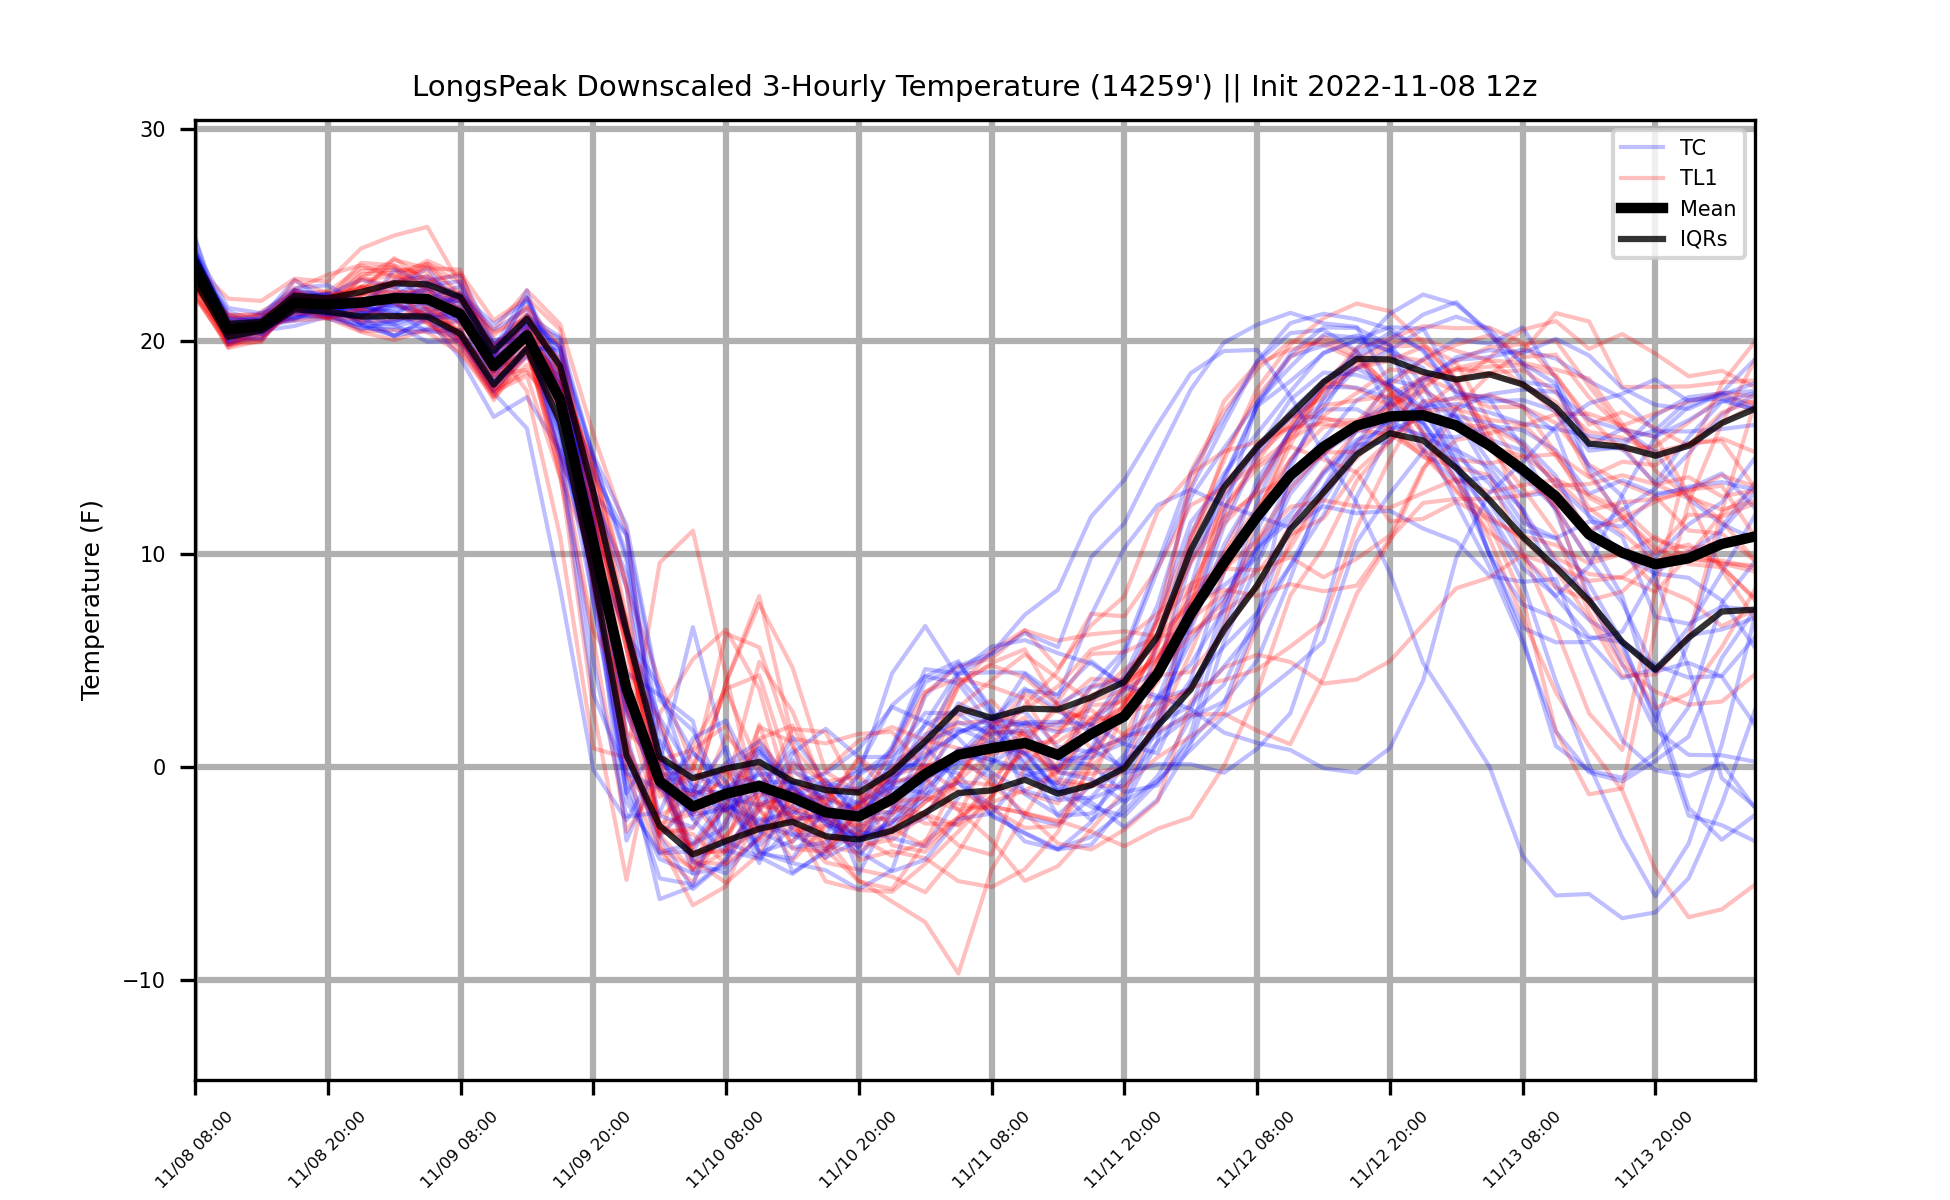 LongsPeak Downscaled 3-Hourly Temperature (14259') || Init 2022-11-08 12z
Temperature (F)
30
20
10
0
−10
TC
TL1
Mean
IQRs
11/08 08:00
11/08 20:00
11/09 08:00
11/09 20:00
11/10 08:00
11/10 20:00
11/11 08:00
11/11 20:00
11/12 08:00
11/12 20:00
11/13 08:00
11/13 20:00